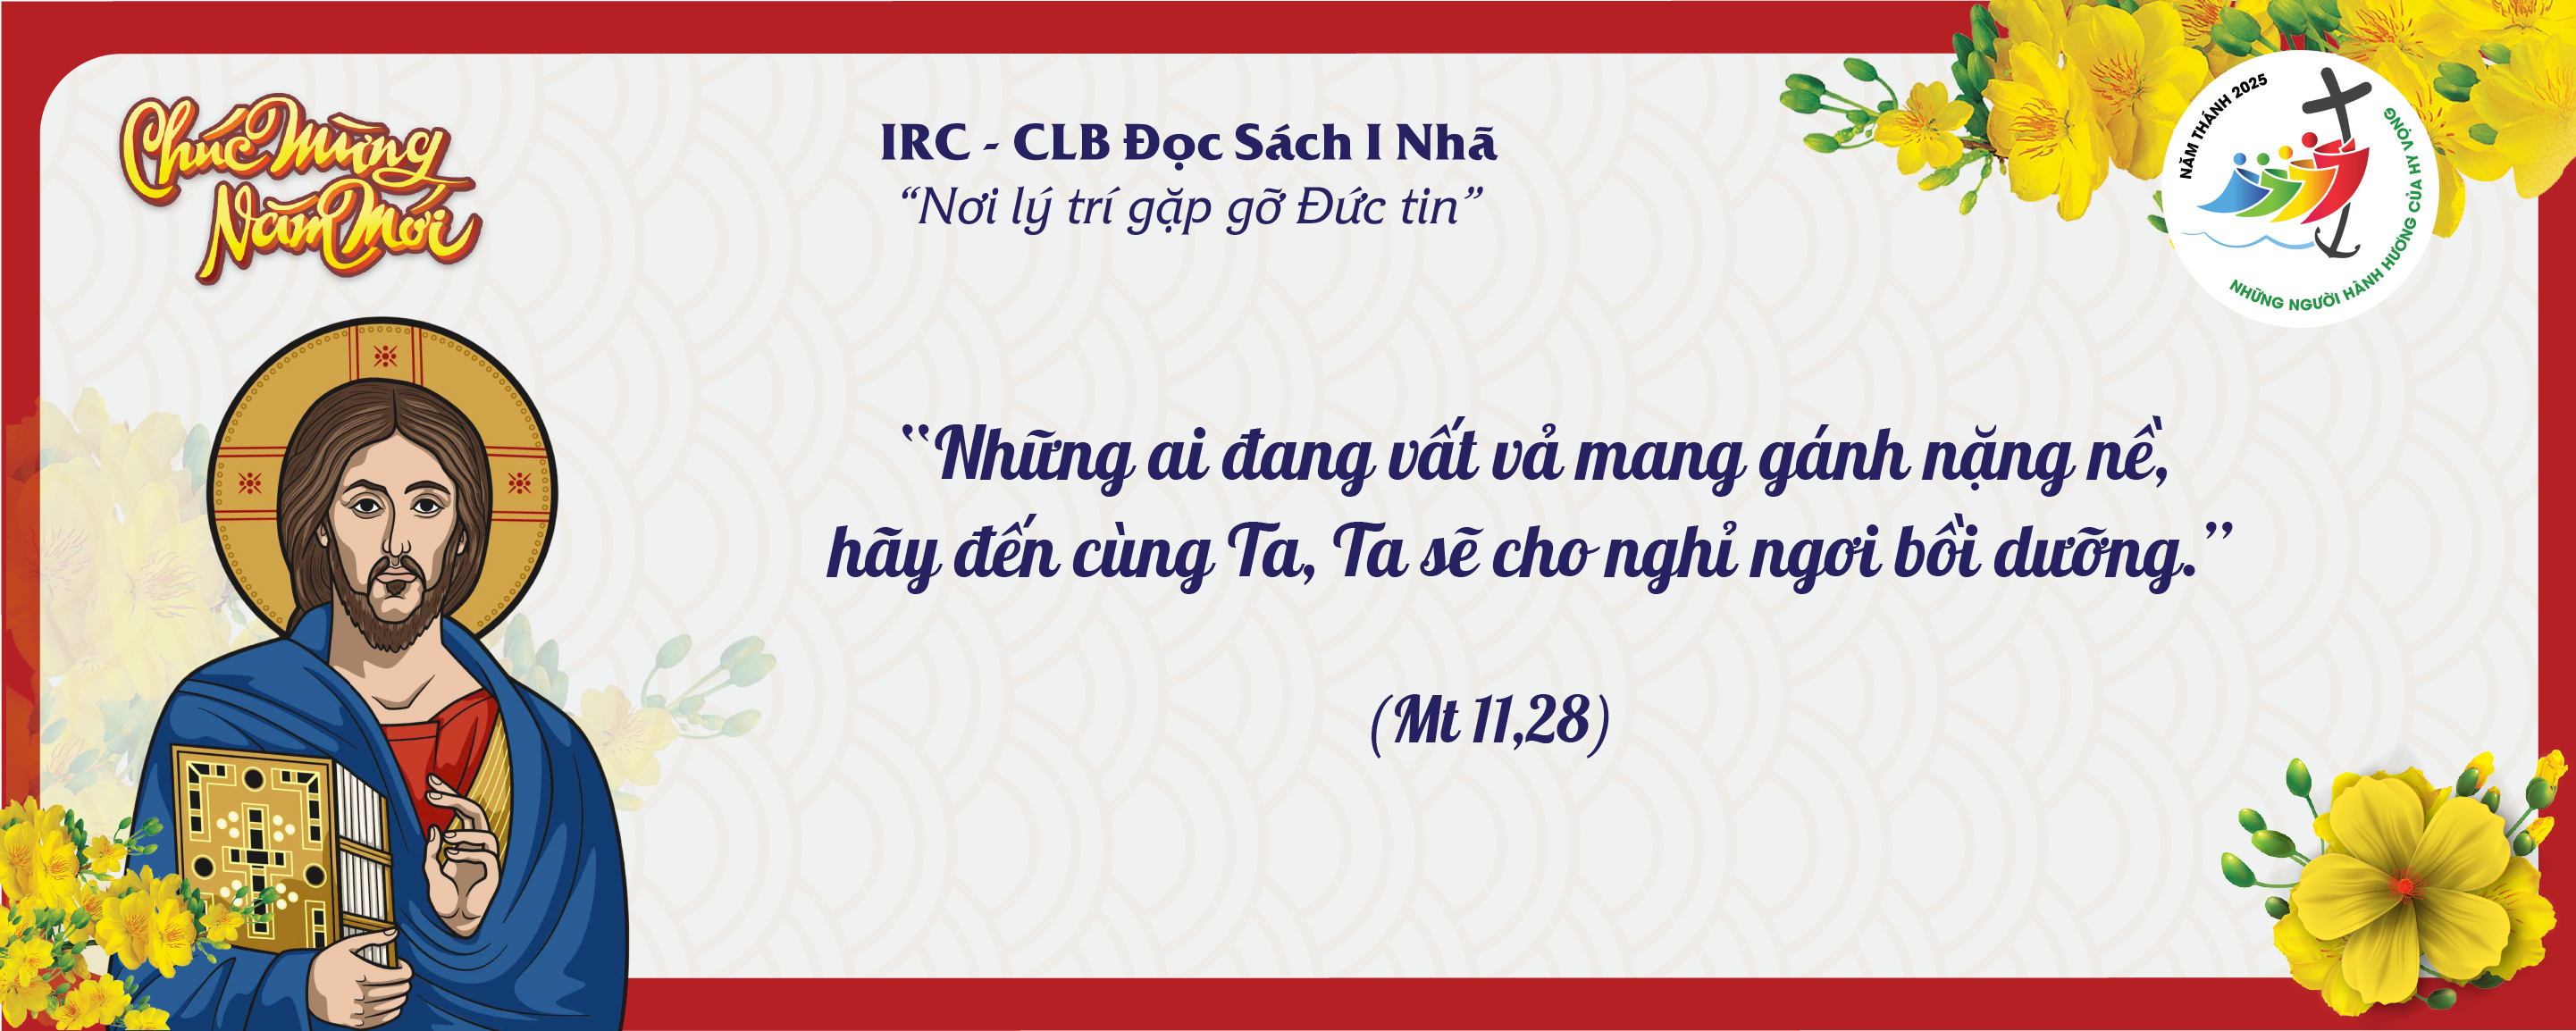 Chúc Mừng
Năm Mới
IRC - CLB Đọc Sách I Nhã
“Nơi lý trí gặp gỡ Đức tin”
NĂM THÁNH 2025
NHỮNG NGƯỜI HÀNH HƯƠNG CỦA HY VỌNG
“Những ai đang vất vả mang gánh nặng nề,
hãy đến cùng Ta, Ta sẽ cho nghỉ ngơi bồi dưỡng.”
(Mt 11,28)